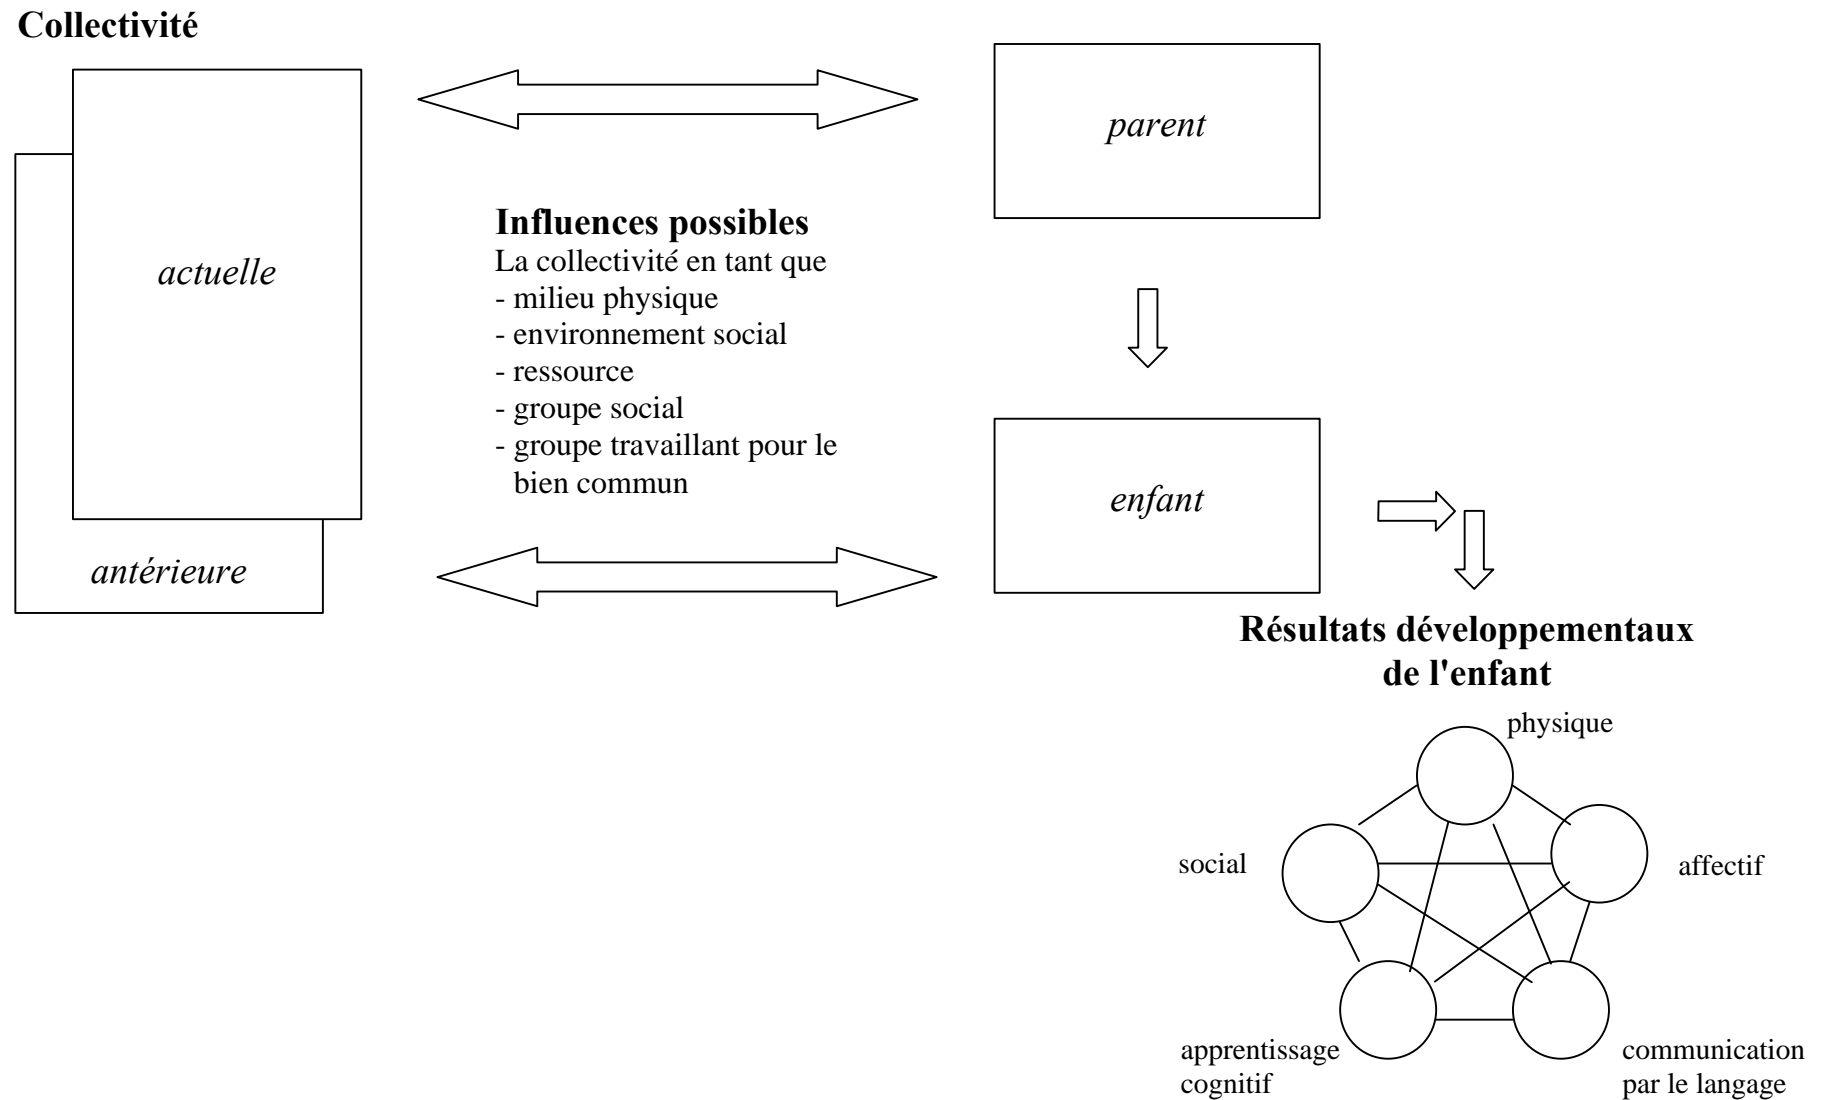 Collectivité
actuelle
antérieure
Influences possibles
La collectivité en tant que
- milieu physique
- environnement social
- ressource
- groupe social
- groupe travaillant pour le
bien commun
parent
enfant
Résultats développementaux
de l'enfant
physique
social
affectif
apprentissage
cognitif
communication
par le langage